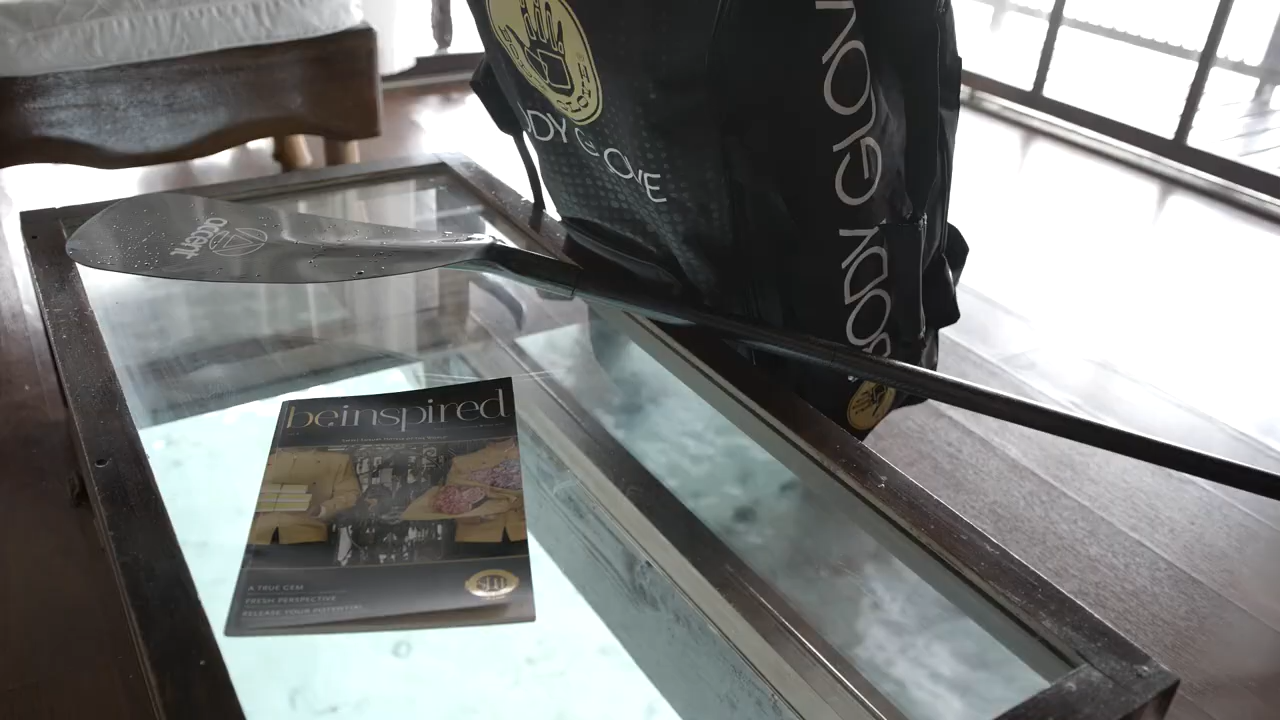 BODY GLOVE
BODY GLOVE
accent
beinspired
A TRUE GEM
FRESH PERSPECTIVE
RELEASE YOUR POTENTIAL